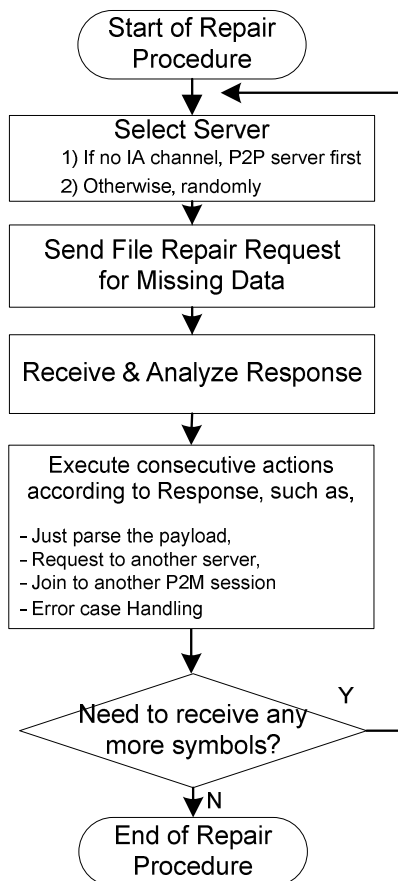 Start of Repair
Procedure
Select Server
1) If no IA channel, P2P server first
2) Otherwise, randomly
Send File Repair Request
for Missing Data
Receive & Analyze Response
Execute consecutive actions
according to Response, such as,
- Just parse the payload,
- Request to another server,
- Join to another P2M session
- Error case Handling
Need to receive any
more symbols?
Y
N
End of Repair
Procedure